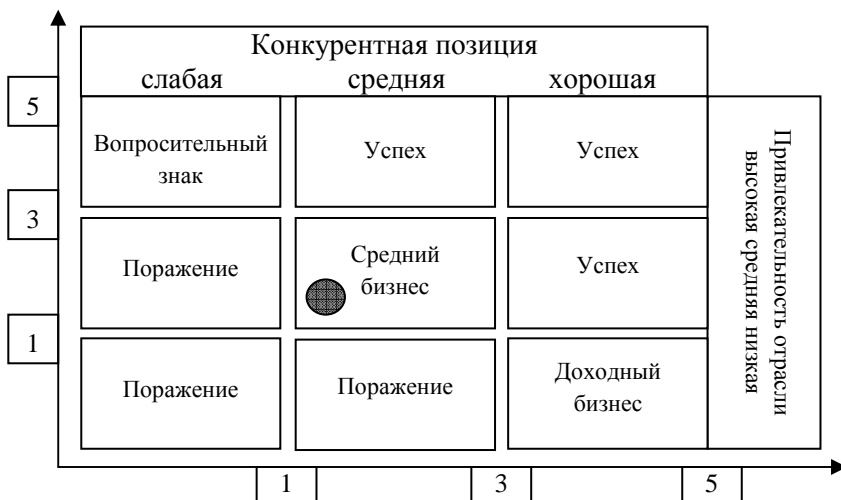 Конкурентная позиция
слабая средняя хорошая
5
Вопросительный
знак
Успех
Успех
3
Поражение
Средний
бизнес
Успех
1
Поражение
Поражение
Доходный
бизнес
Привлекательность отрасли
высокая средняя низкая
1
3
5